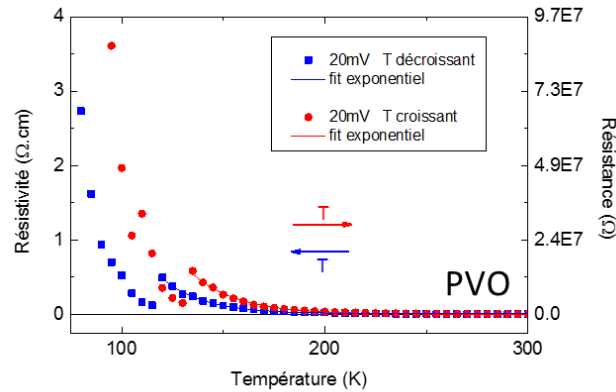 4
3
2
1
0
Résistivité (Ω.cm)
20mV T décroissant
fit exponentiel
20mV T croissant
fit exponentiel
T
T
PVO
9.7E7
7.3E7
4.9E7
2.4E7
0.0
Résistance (Ω)
100 200 300
Température (K)